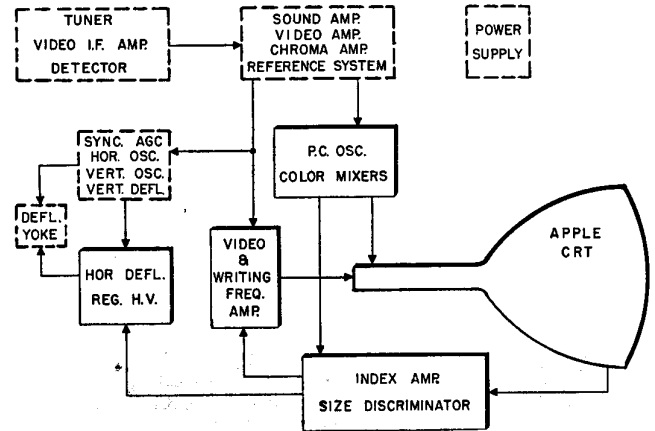 TUNER
VIDEO I.F. AMP.
DETECTOR
SOUND AMP.
VIDEO AMP.
CHROMA AMP.
REFERENCE SYSTEM
POWER
SUPPLY
SYNC. AGC
HOR. OSC.
VERT. OSC.
VERT. DEFL.
P.C. OSC.
COLOR MIXERS
DEFL.
YOKE
HOR DEFL.
REG. H.V.
VIDEO
&
WRITING
FREQ.
AMP.
APPLE
CRT
INDEX AMP.
SIZE DISCRIMINATOR